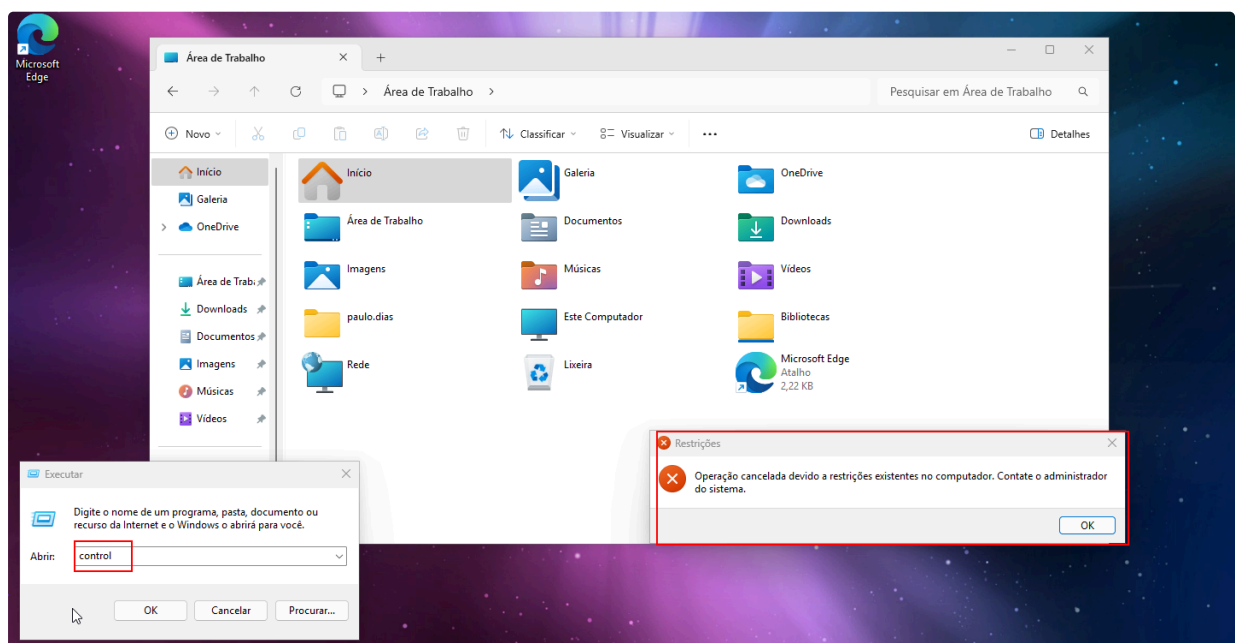 Microsoft
Edge
Área de Trabalho
Área de Trabalho
Pesquisar em Área de Trabalho
Novo
Classificar
Visualizar
Detalhes
Início
Galeria
OneDrive
Área de Traba
Downloads
Documentos
Imagens
Músicas
Vídeos
Início
Galeria
OneDrive
Área de Trabalho
Documentos
Downloads
Imagens
Músicas
Vídeos
paulo.dias
Este Computador
Bibliotecas
Rede
Lixeira
Microsoft Edge
Atalho
2,22 KB
Restrições
Operação cancelada devido a restrições existentes no computador. Contate o administrador
do sistema.
OK
Executar
Digite o nome de um programa, pasta, documento ou
recurso da Internet e o Windows o abrirá para você.
Abrir:
control
OK
Cancelar
Procurar...